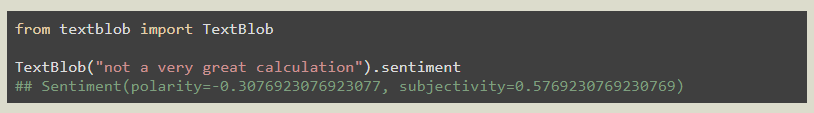 from textblob import TextBlob
TextBlob("not a very great calculation").sentiment
## Sentiment(polarity=-0.3076923076923077, subjectivity=0.5769230769230769)